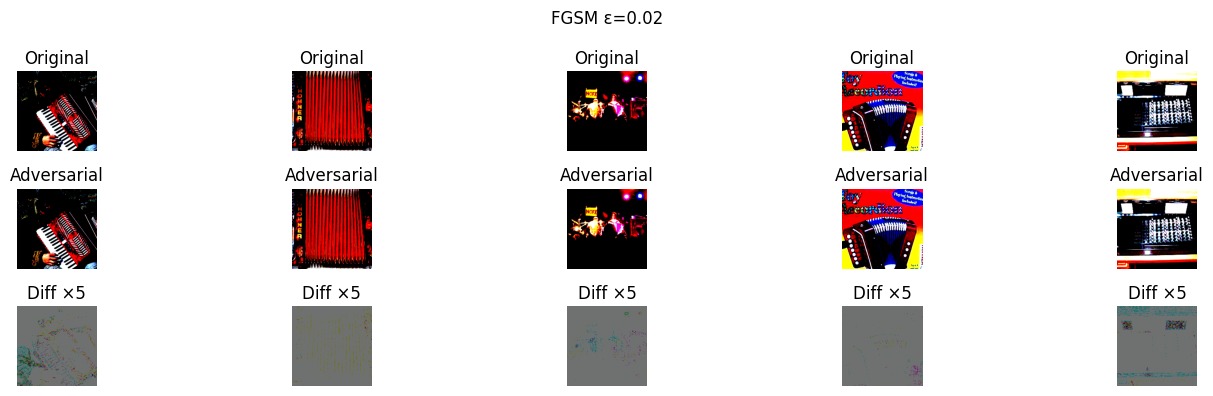 FGSM ε=0.02
Original Original Original Original Original
Adversarial Adversarial Adversarial Adversarial Adversarial
Diff ×5 Diff ×5 Diff ×5 Diff ×5 Diff ×5